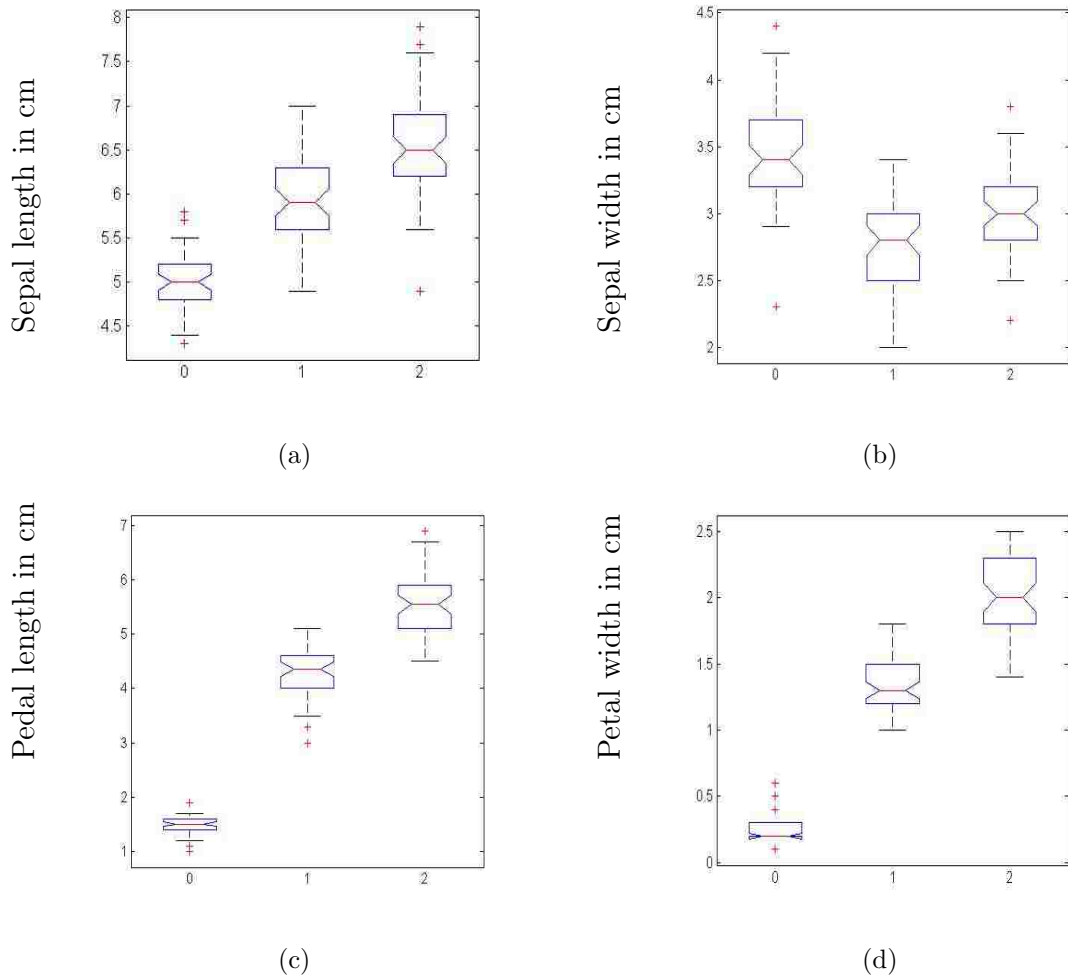 Sepal length in cm
8
7.5
7
6.5
6
5.5
5
4.5
0 1 2
(a)
Sepal width in cm
4.5
4
3.5
3
2.5
2
0 1 2
(b)
Pedal length in cm
7
6
5
4
3
2
1
0 1 2
(c)
Petal width in cm
2.5
2
1.5
1
0.5
0
0 1 2
(d)